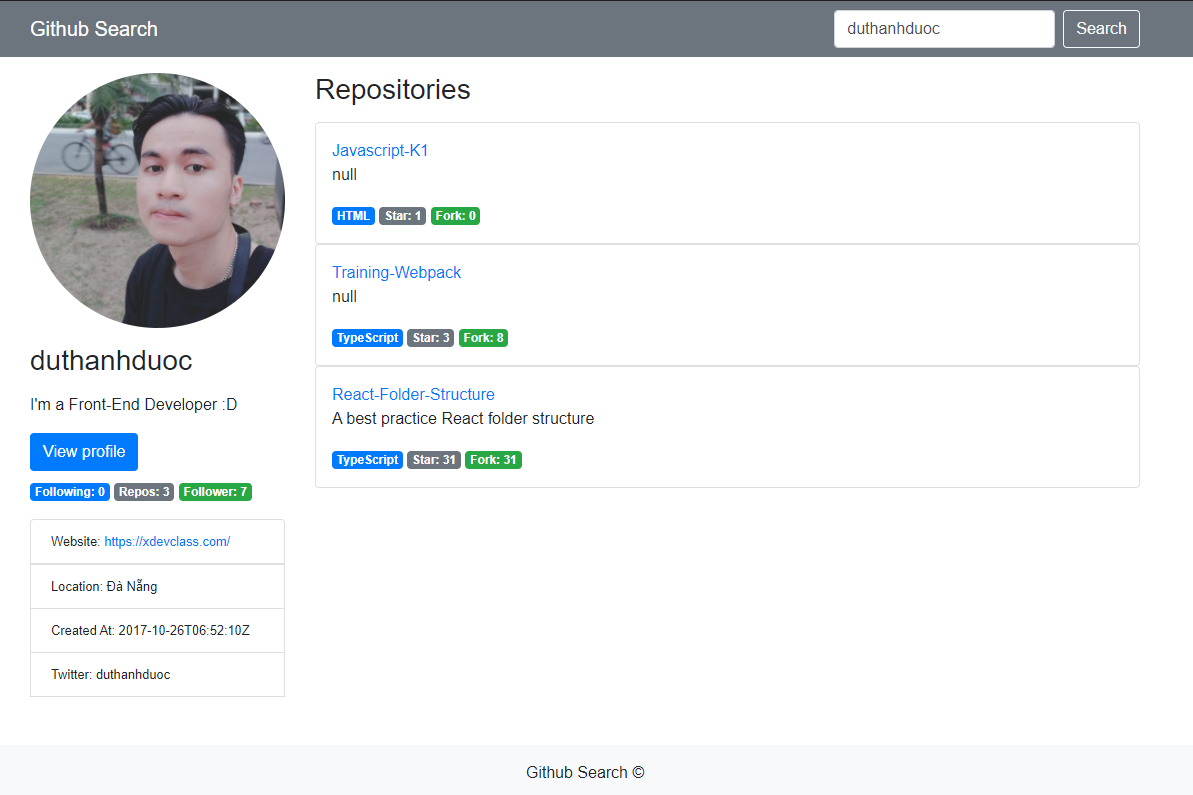 Github Search
duthanhduoc
Search
duthanhduoc
I'm a Front-End Developer :D
View profile
Following: 0 Repos: 3 Follower: 7
Website: https://xdevclass.com/
Location: Đà Nẵng
Created At: 2017-10-26T06:52:10Z
Twitter: duthanhduoc
Repositories
Javascript-K1
null
HTML Star: 1 Fork: 0
Training-Webpack
null
TypeScript Star: 3 Fork: 8
React-Folder-Structure
A best practice React folder structure
TypeScript Star: 31 Fork: 31
Github Search ©